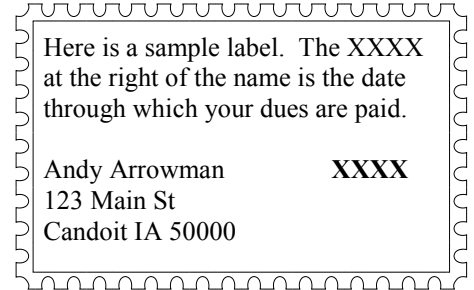 Here is a sample label.  The XXXX
at the right of the name is the date
through which your dues are paid.
Andy Arrowman XXXX
123 Main St
Candoit IA 50000